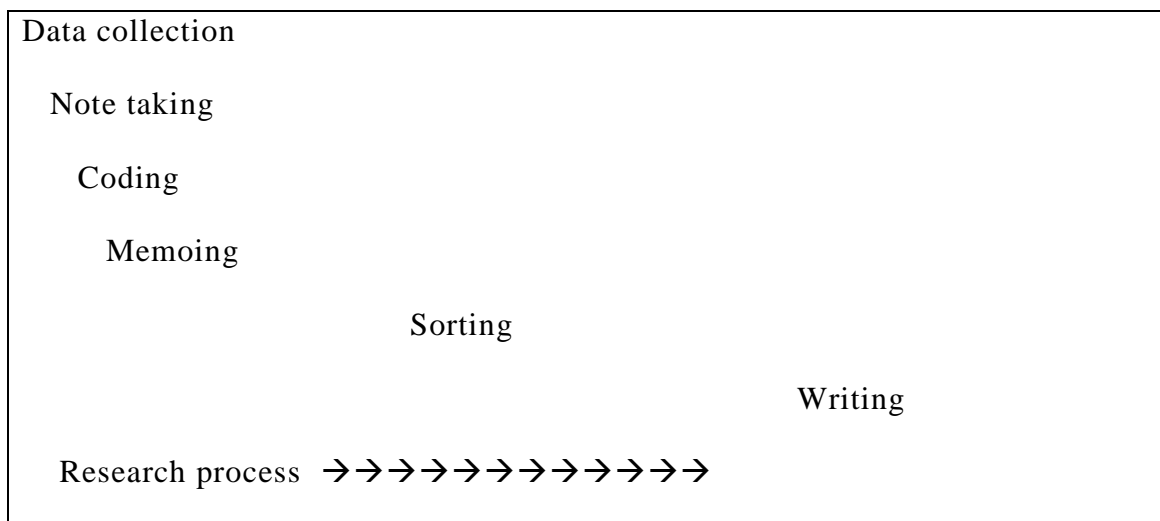 Data collection
Note taking
Coding
Memoing
Sorting
Writing
Research process →→→→→→→→→→→→